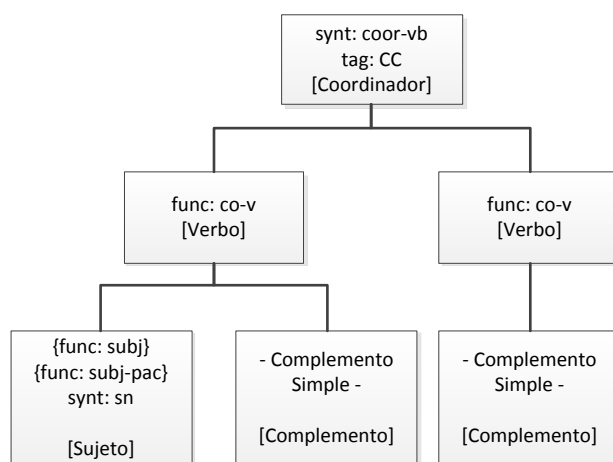 synt: coor-vb
tag: CC
[Coordinador]
func: co-v
[Verbo]
func: co-v
[Verbo]
{func: subj}
{func: subj-pac}
synt: sn
[Sujeto]
- Complemento
Simple -
[Complemento]
- Complemento
Simple -
[Complemento]